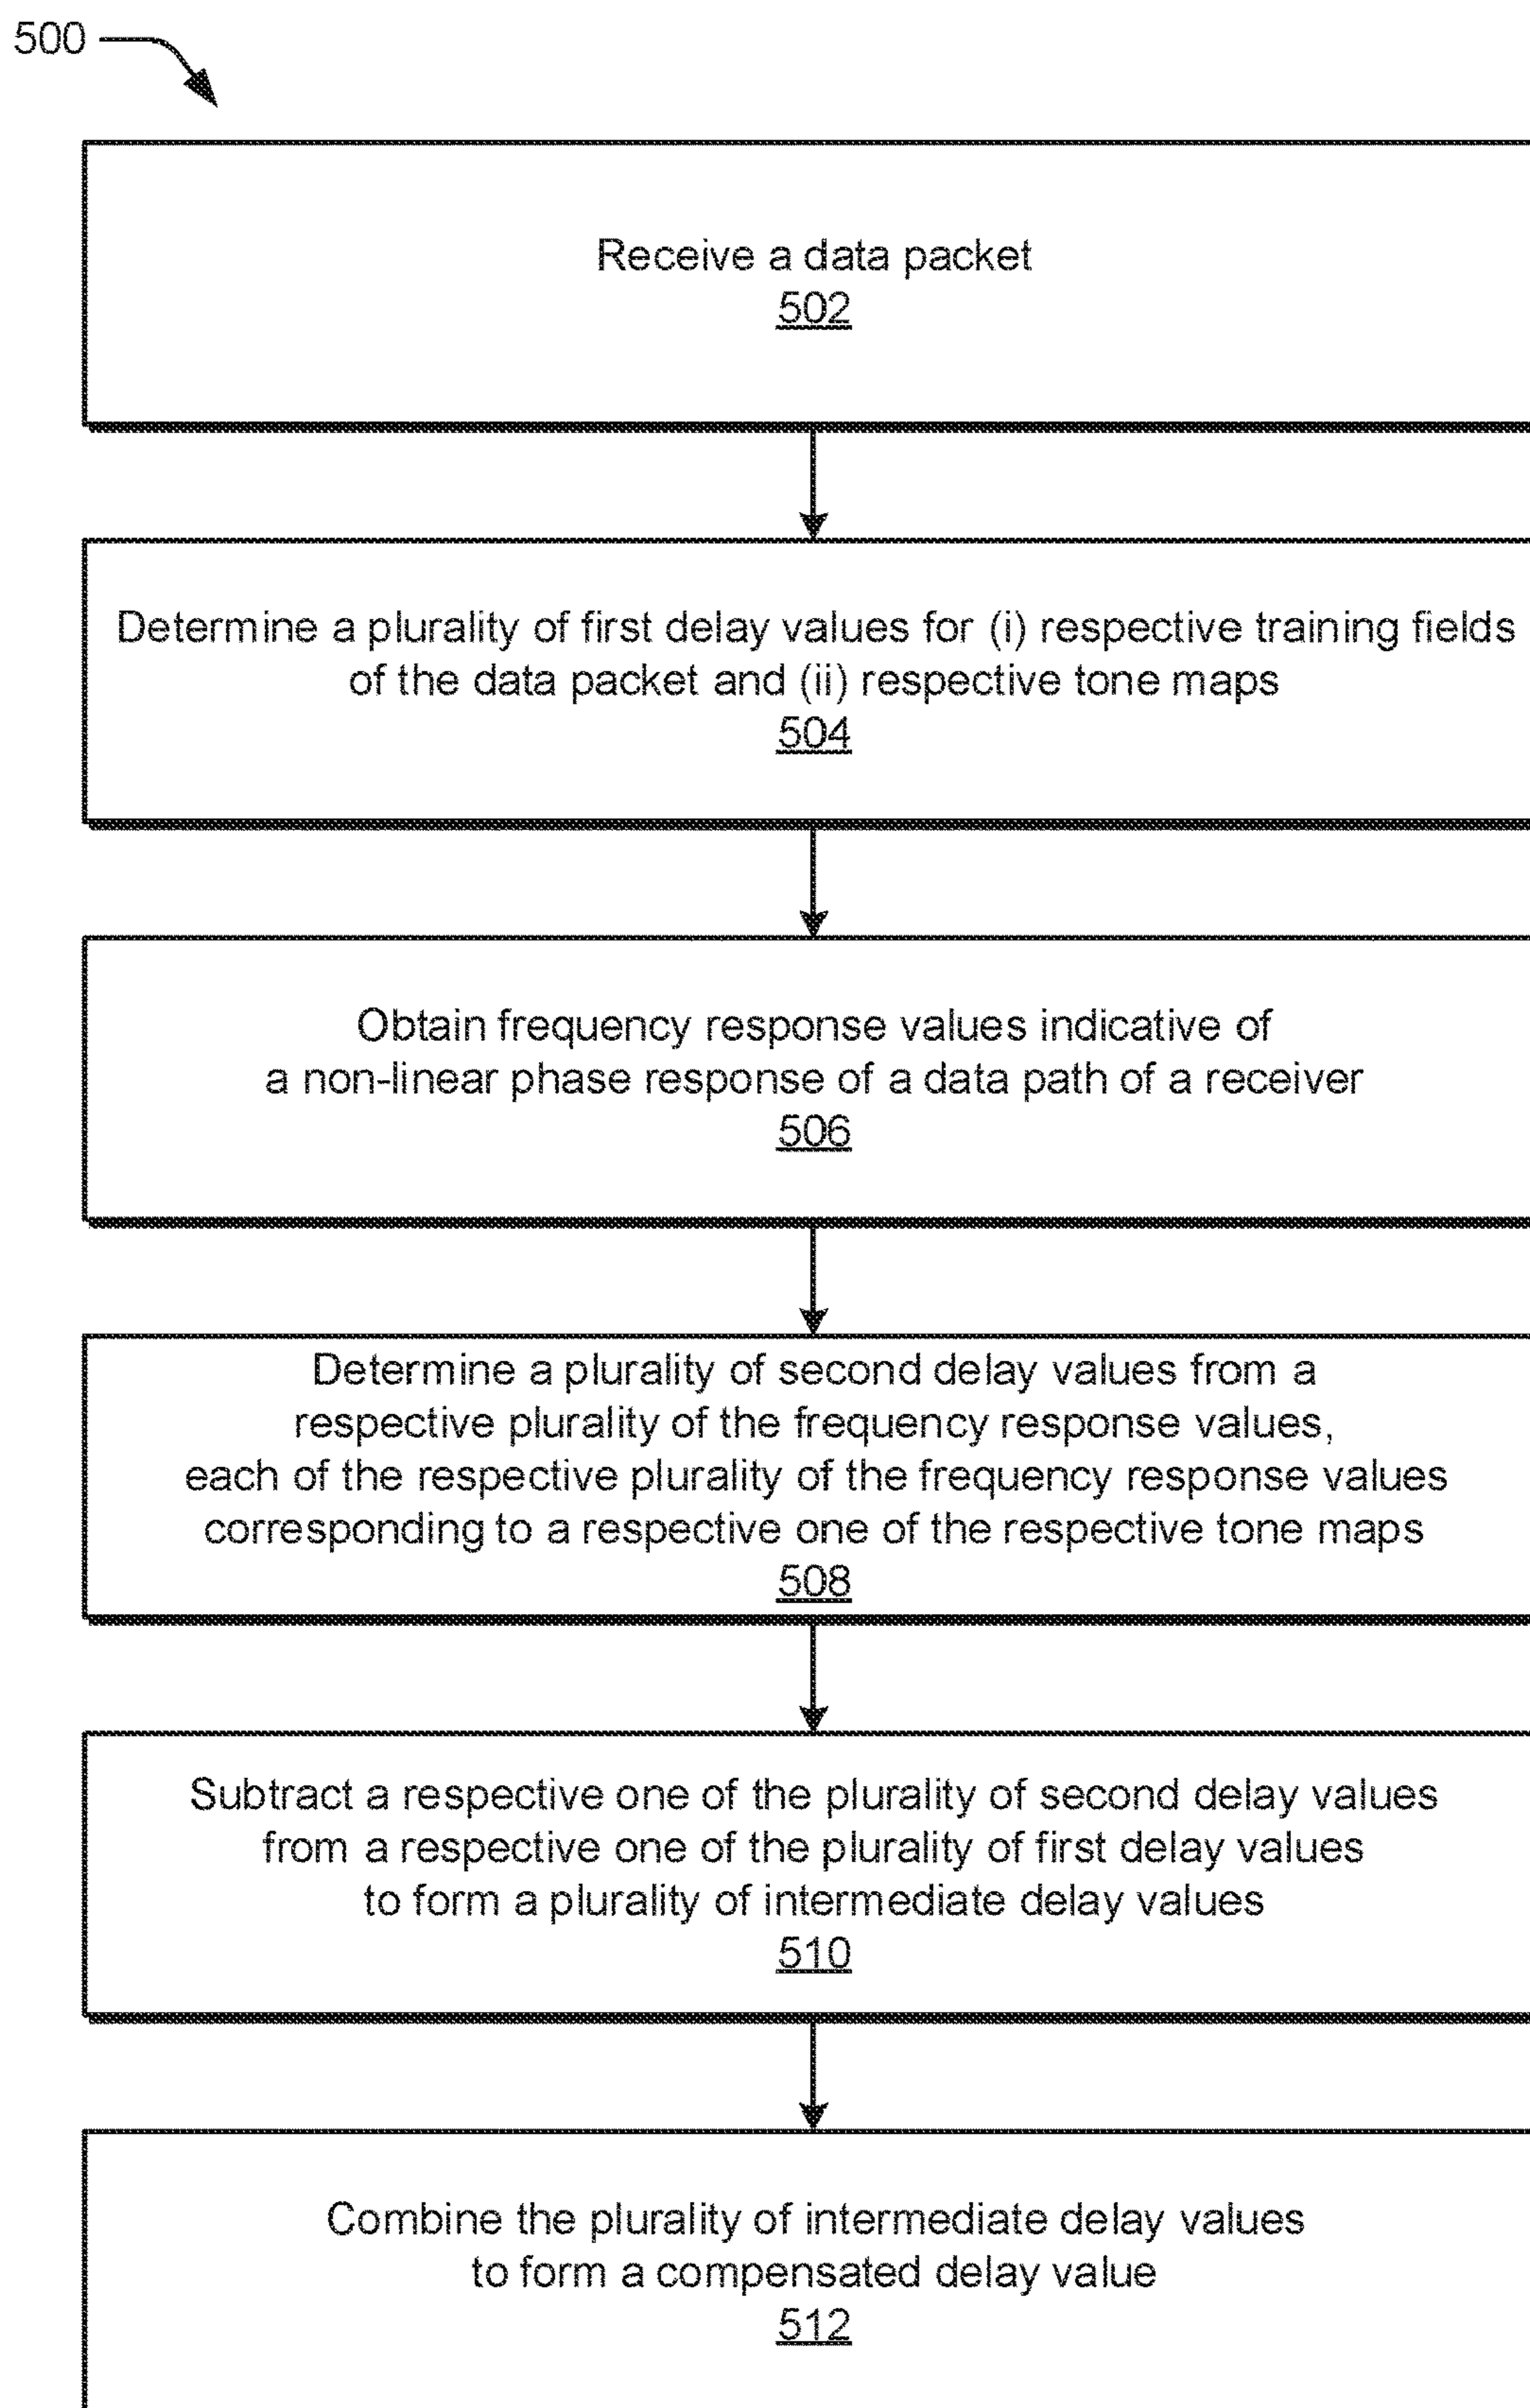 500
Receive a data packet
502
Determine a plurality of first delay values for (i) respective training fields
of the data packet and (ii) respective tone maps
504
Obtain frequency response values indicative of
a non-linear phase response of a data path of a receiver
506
Determine a plurality of second delay values from a
respective plurality of the frequency response values,
each of the respective plurality of the frequency response values
corresponding to a respective one of the respective tone maps
508
Subtract a respective one of the plurality of second delay values
from a respective one of the plurality of first delay values
to form a plurality of intermediate delay values
510
Combine the plurality of intermediate delay values
to form a compensated delay value
512